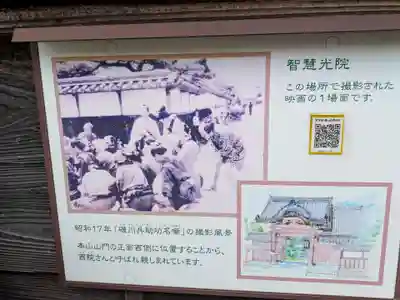 智慧光院
この場所で撮影された
映画の1場面です。
昭和17年「磯川兵助功名噺」の撮影風景
本山山門の正面西側に位置することから、
西院さんと呼ばれ親しまれています。